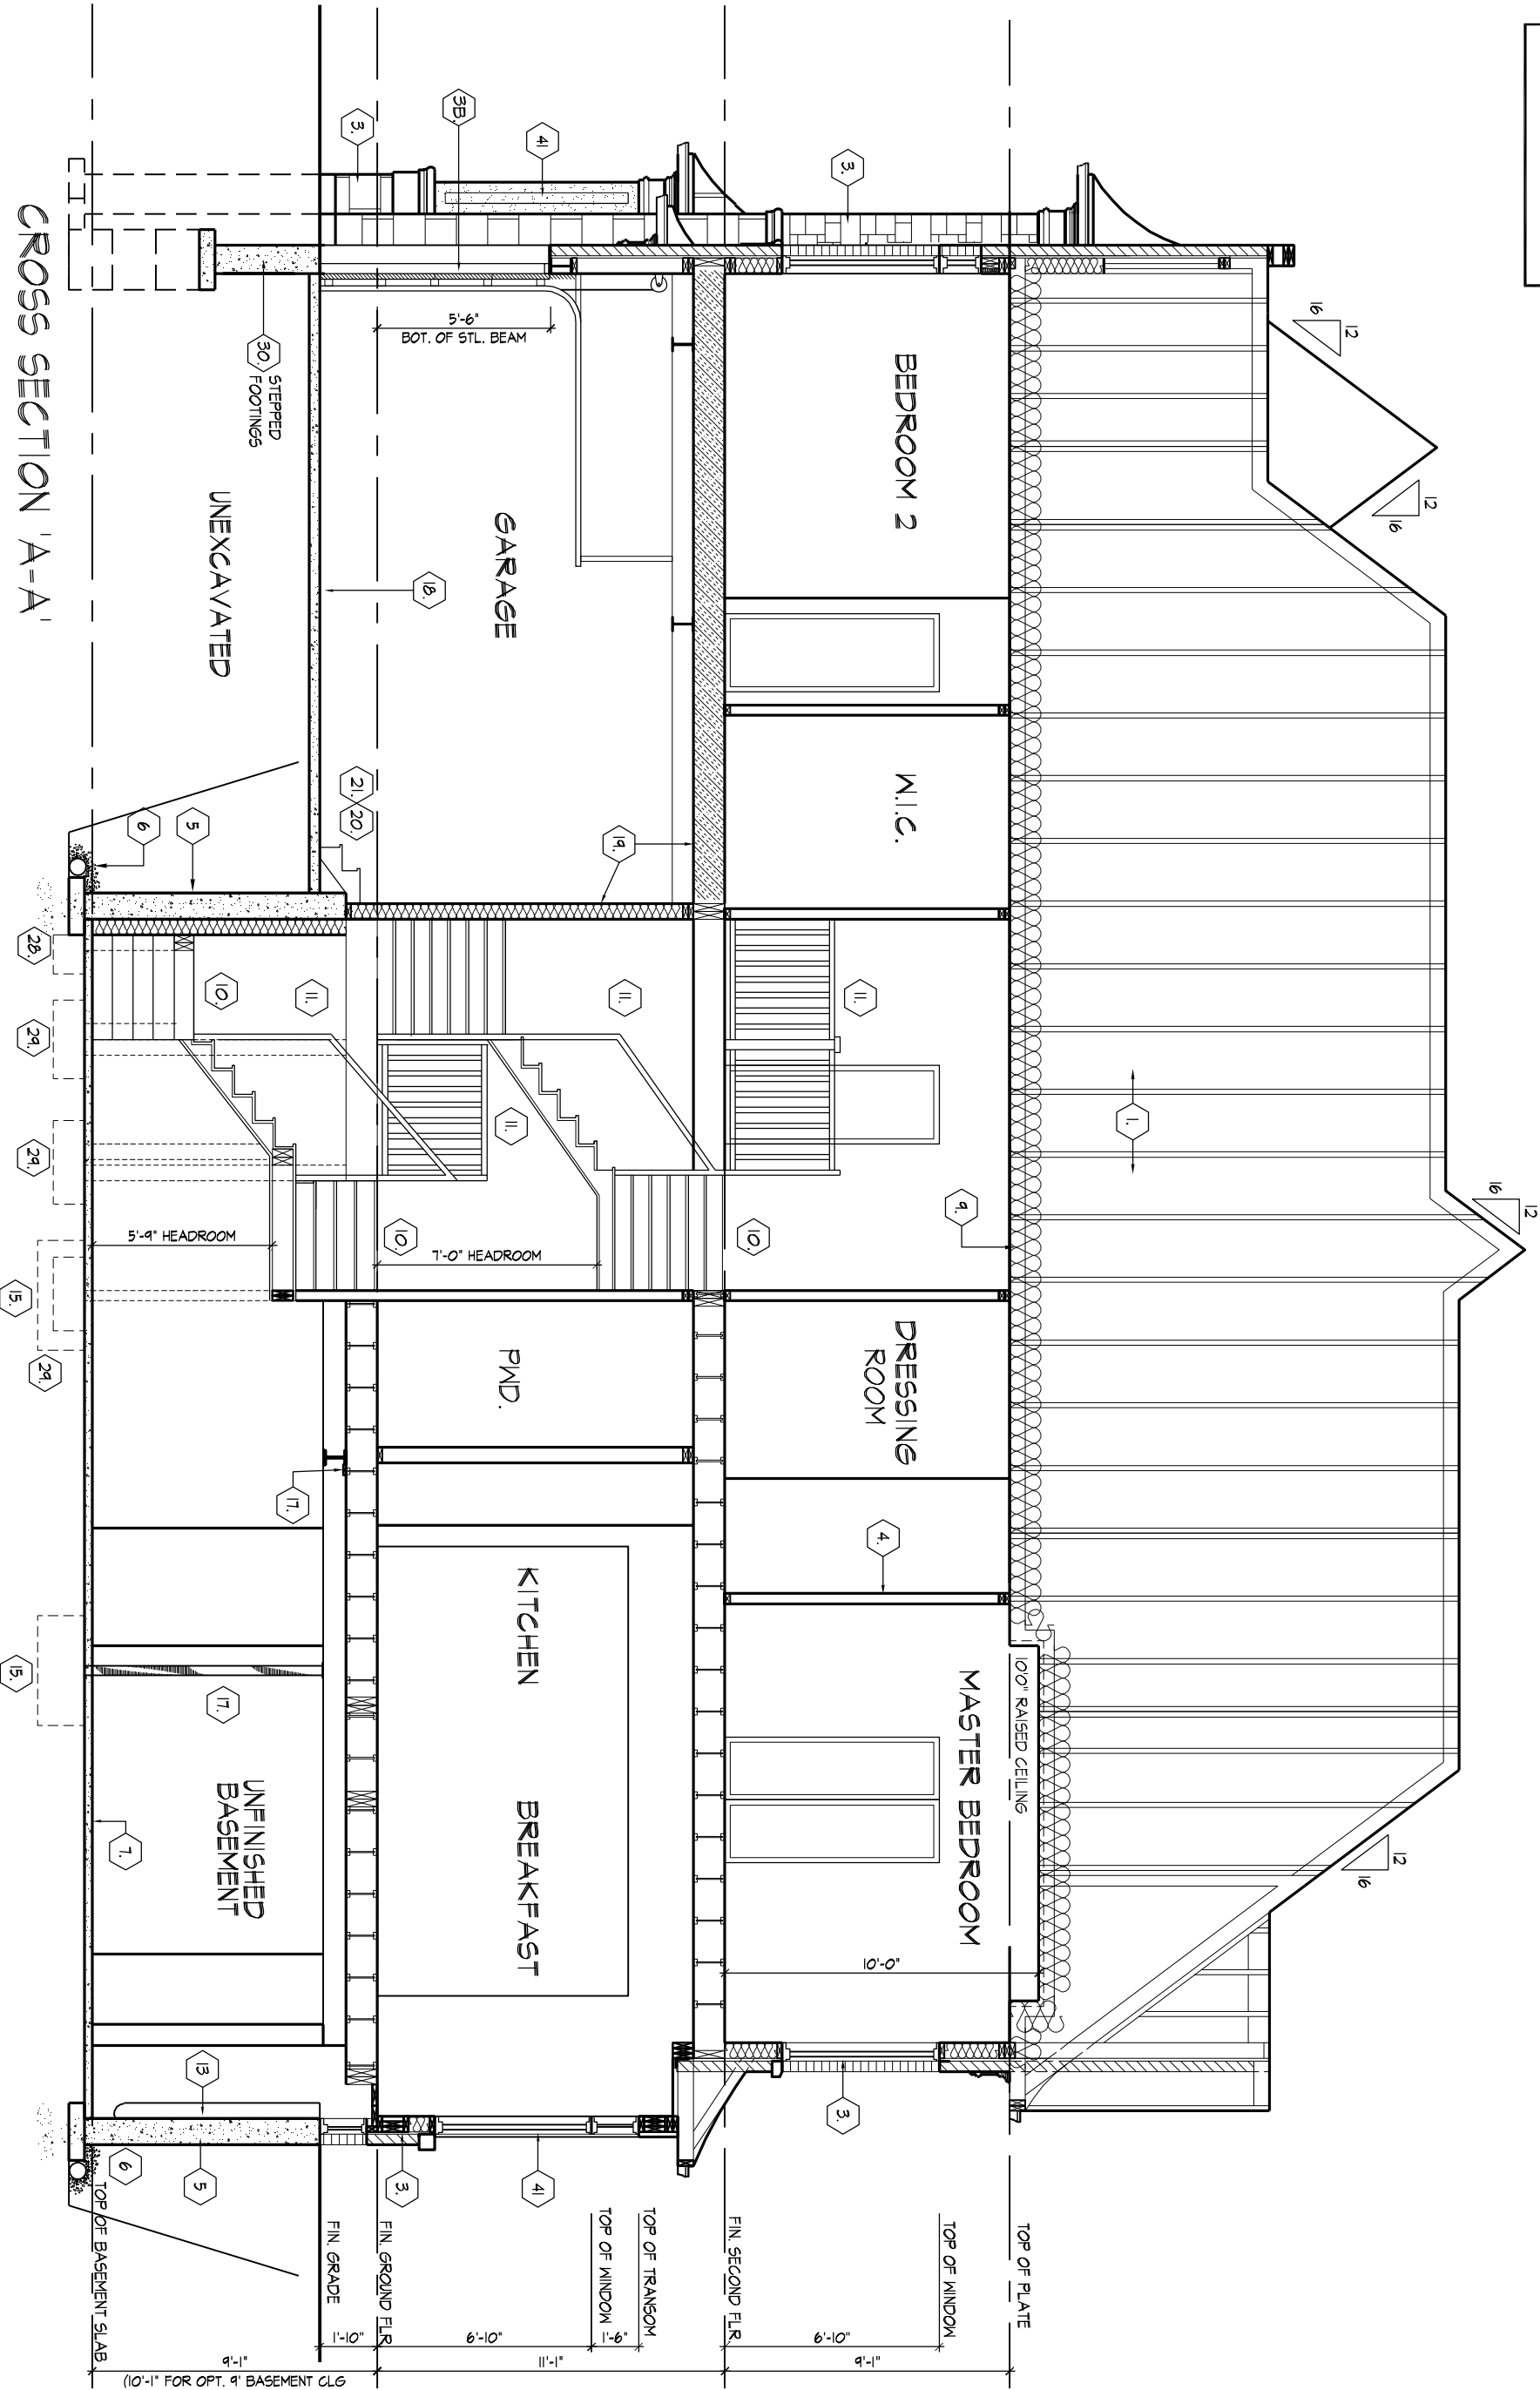 16
12
12
16
16
12
12
16
1.
TOP OF PLATE
9.
10'0" RAISED CEILING
BEDROOM 2
W.I.C.
DRESSING
ROOM
MASTER BEDROOM
3.
11.
4.
10'-0"
TOP OF WINDOW
6'-10"
9'-1"
10.
3.
FIN. SECOND FLR
41
3B.
3.
5'-6"
BOT. OF STL. BEAM
GARAGE
19.
11.
11.
7'-0" HEADROOM
PWD.
KITCHEN
BREAKFAST
TOP OF TRANSOM
1'-6"
TOP OF WINDOW
6'-10"
11'-1"
41
3.
18.
21.
20.
10.
FIN. GROUND FLR
1'-10"
FIN. GRADE
30.
STEPPED
FOOTINGS
UNEXCAVATED
11.
10.
17.
17.
UNFINISHED
BASEMENT
13
5
6
5'-9" HEADROOM
7.
5
6
9'-1"
(10'-1" FOR OPT. 9' BASEMENT CLG
TOP OF BASEMENT SLAB
28.
29.
29.
15.
29.
15.
CROSS SECTION 'A-A'